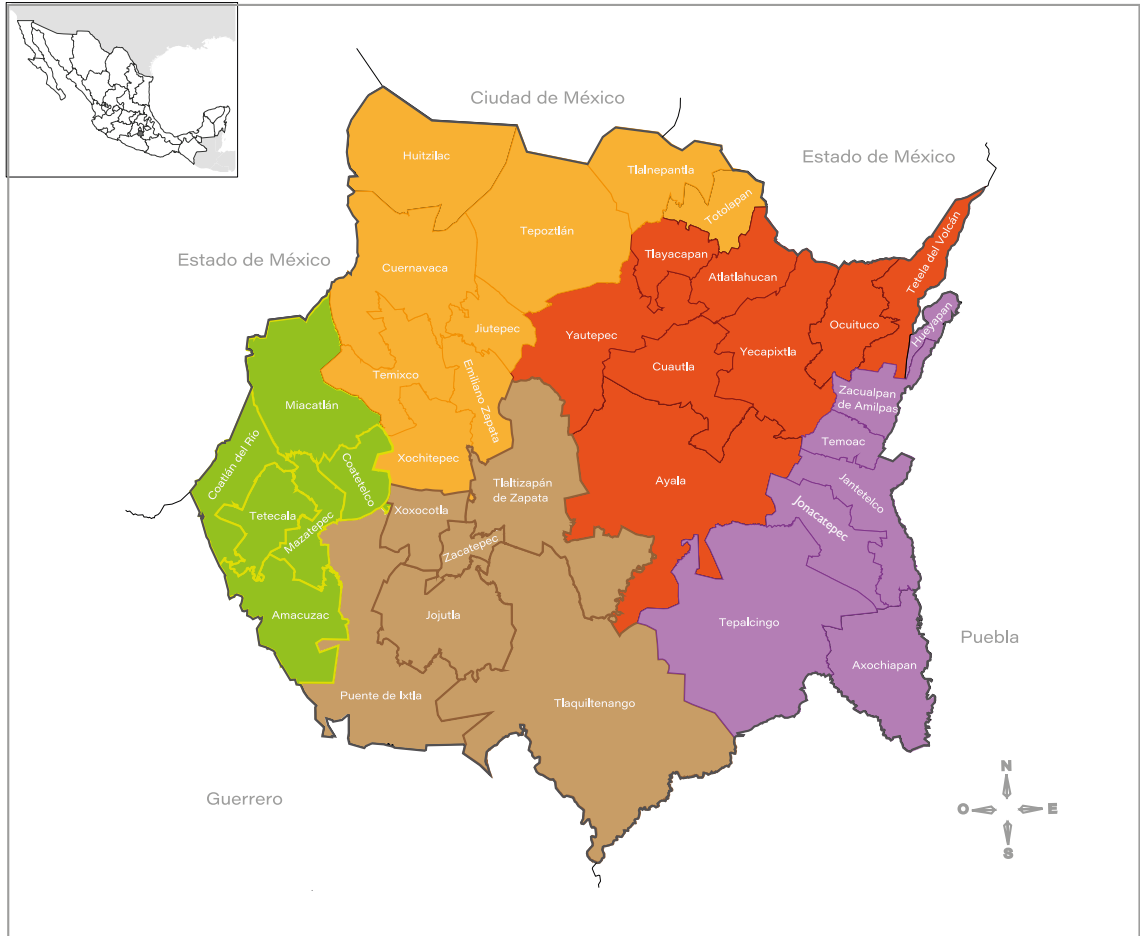 Ciudad de México
Estado de México
Huitzilac
Tlalnepantla
Totolapan
Tepoztlán
Tlayacapan
Tetela del Volcán
Estado de México
Cuernavaca
Atlatlahucan
Jiutepec
Yautepec
Ocuituco
Hueyapan
Yecapixtla
Cuautla
Temixco
Emiliano Zapata
Zacualpan
de Amilpas
Miacatlán
Temoac
Coatlán del Río
Coatetelco
Xochitepec
Tlaltizapán
de Zapata
Ayala
Jantetelco
Jonacatepec
Xoxocotla
Tetecala
Mazatepec
Zacatepec
Amacuzac
Jojutla
Tepalcingo
Puebla
Axochiapan
Puente de Ixtla
Tlaquiltenango
Guerrero
N
O
E
S